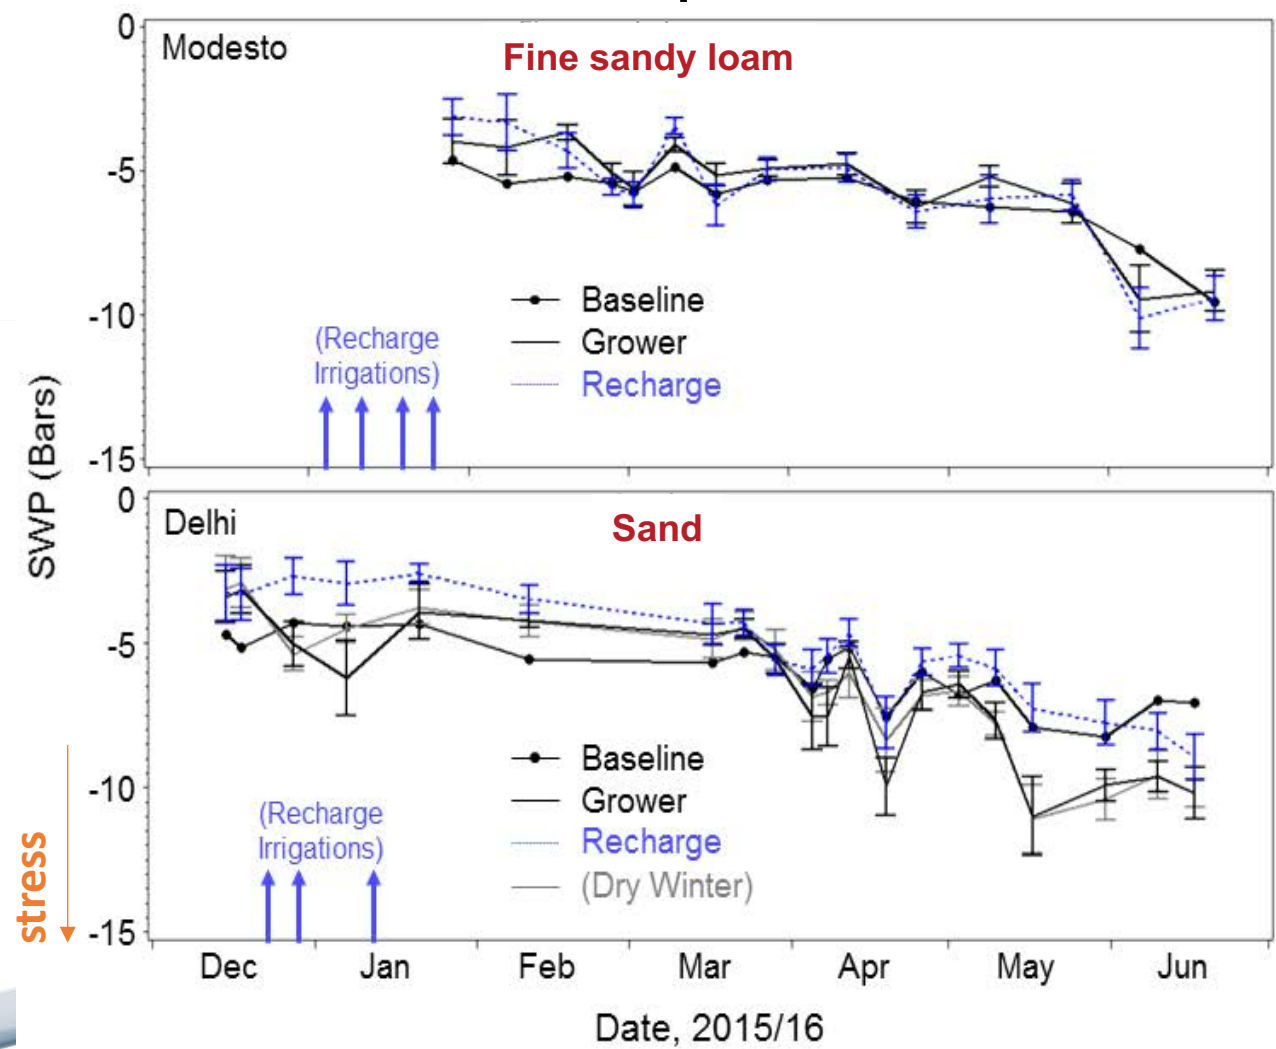 0
Modesto
Fine sandy loam
-5
-10
-15
Baseline
Grower
Recharge
(Recharge
Irrigations)
SWP (Bars)
0
Delhi
Sand
-5
-10
-15
Baseline
Grower
Recharge
(Dry Winter)
(Recharge
Irrigations)
stress
Dec Jan Feb Mar Apr May Jun
Date, 2015/16